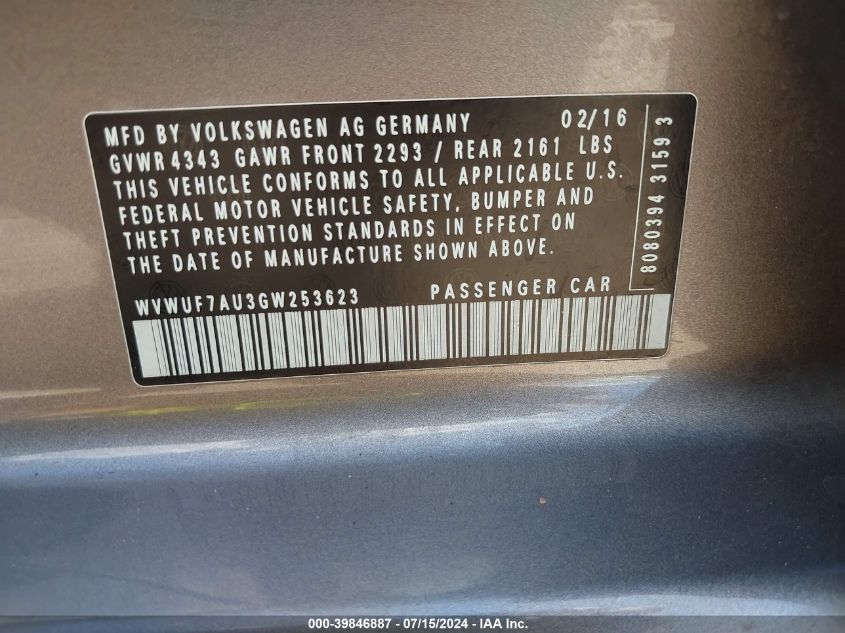 MFD BY VOLKSWAGEN AG GERMANY 02/16
GVWR 4343 GAWR FRONT 2293 / REAR 2161 LBS
THIS VEHICLE CONFORMS TO ALL APPLICABLE U.S.
FEDERAL MOTOR VEHICLE SAFETY, BUMPER AND
THEFT PREVENTION STANDARDS IN EFFECT ON
THE DATE OF MANUFACTURE SHOWN ABOVE.
WVWUF7AU3GW253623 PASSENGER CAR
8080394 3159 3
000-39846887 - 07/15/2024 - IAA Inc.